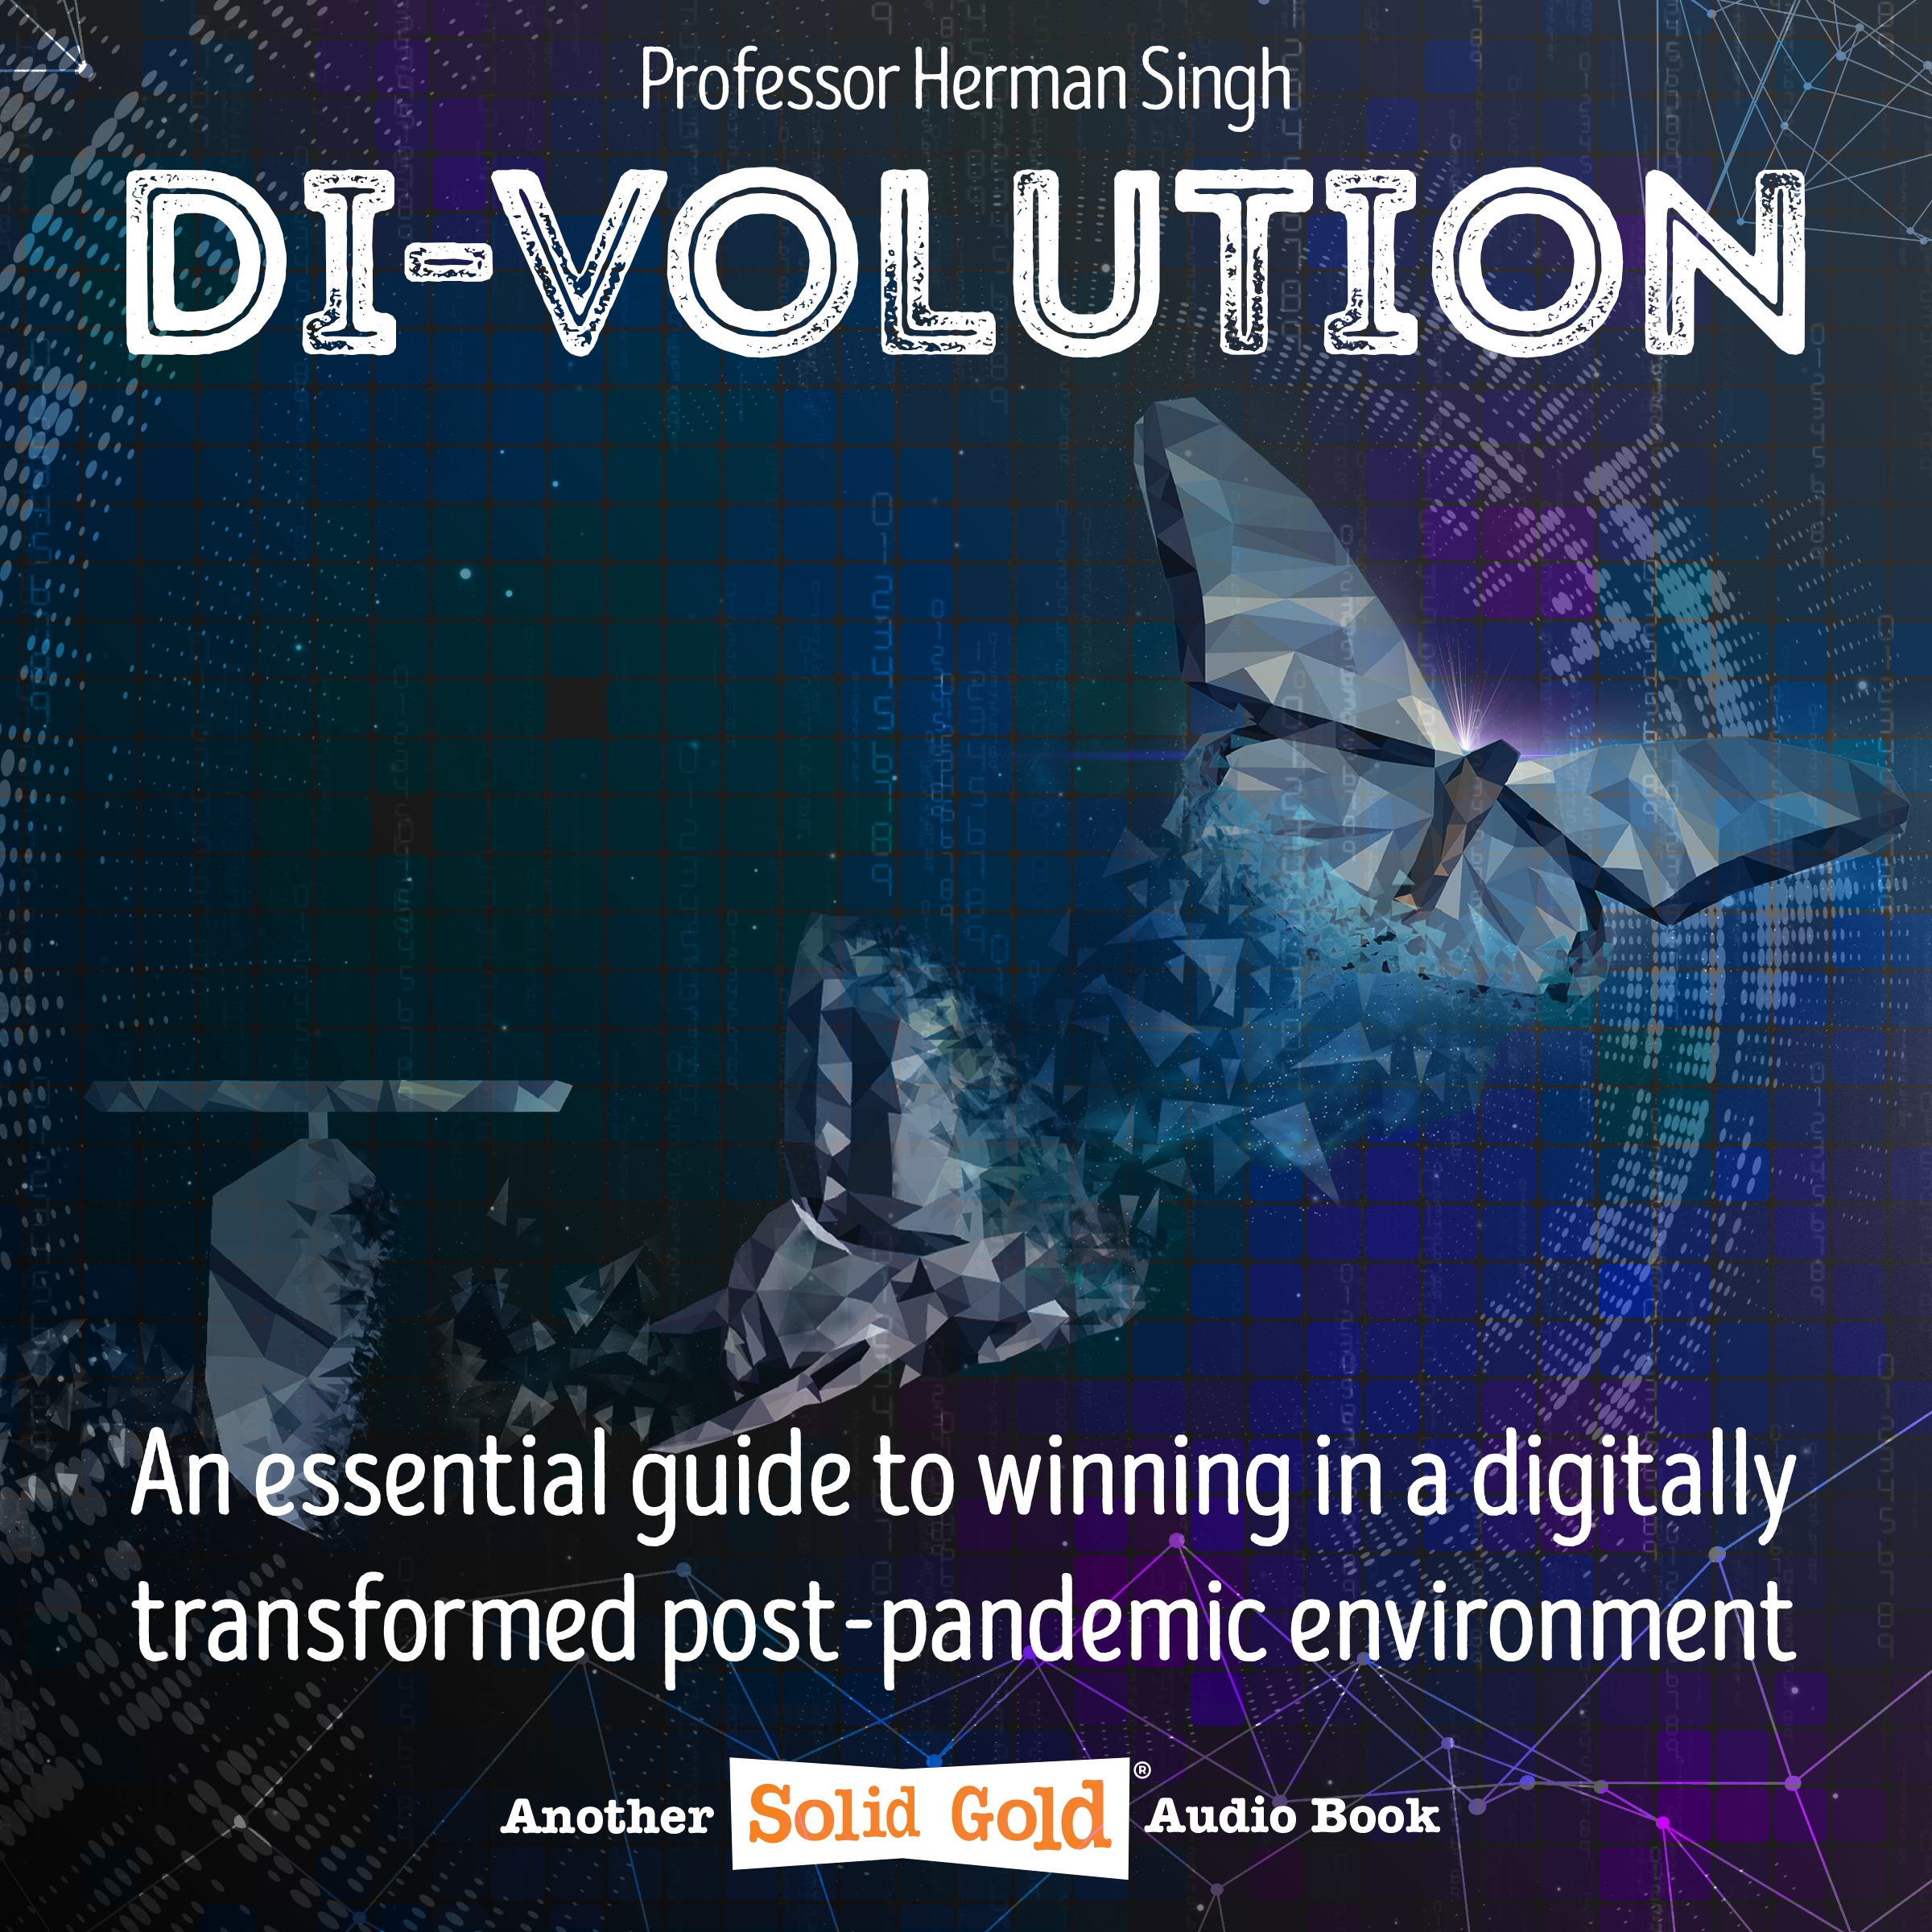 Professor Herman Singh
DI-VOLUTION
An essential guide to winning in a digitally
transformed post-pandemic environment
Another Solid Gold® Audio Book